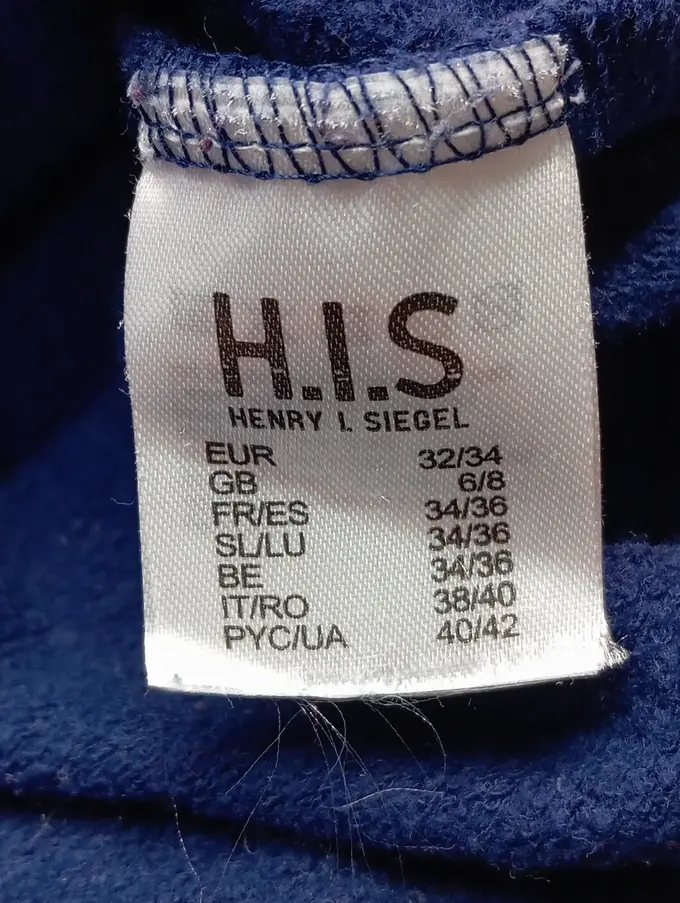 H.I.S
HENRY I. SIEGEL
EUR 32/34
GB 6/8
FR/ES 34/36
SL/LU 34/36
BE 34/36
IT/RO 38/40
PYC/UA 40/42